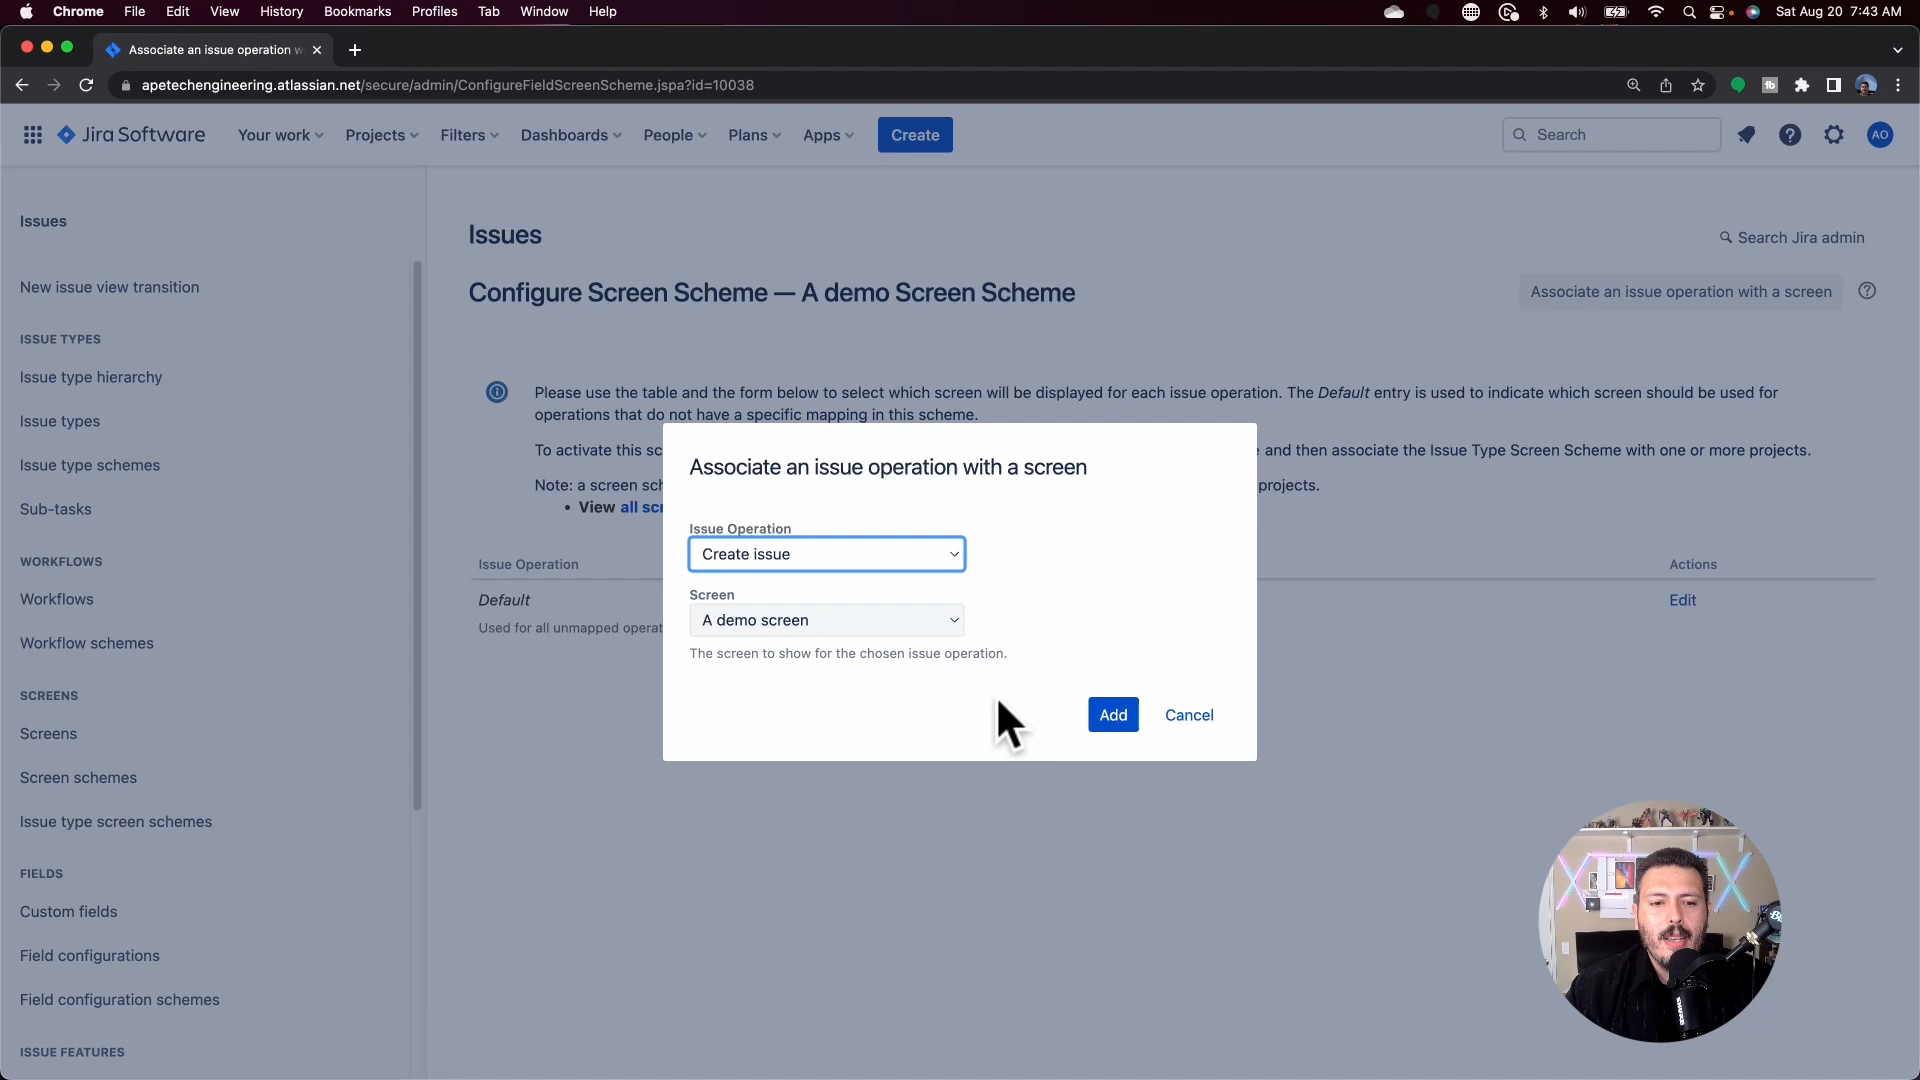 Chrome File Edit View History Bookmarks Profiles Tab Window Help Sat Aug 20 7:43 AM
Associate an issue operation w
apetechengineering.atlassian.net/secure/admin/ConfigureFieldScreenScheme.jspa?id=10038
Jira Software Your work Projects Filters Dashboards People Plans Apps Create Search AO
Issues
New issue view transition
ISSUE TYPES
Issue type hierarchy
Issue types
Issue type schemes
Sub-tasks
WORKFLOWS
Workflows
Workflow schemes
SCREENS
Screens
Screen schemes
Issue type screen schemes
FIELDS
Custom fields
Field configurations
Field configuration schemes
ISSUE FEATURES
Issues
Search Jira admin
Configure Screen Scheme — A demo Screen Scheme
Associate an issue operation with a screen
Please use the table and the form below to select which screen will be displayed for each issue operation. The Default entry is used to indicate which screen should be used for
operations that do not have a specific mapping in this scheme.
To activate this sc and then associate the Issue Type Screen Scheme with one or more projects.
Note: a screen sch projects.
• View all scr
Issue Operation Actions
Default Edit
Used for all unmapped operat
Associate an issue operation with a screen
Issue Operation
Create issue
Screen
A demo screen
The screen to show for the chosen issue operation.
Add Cancel